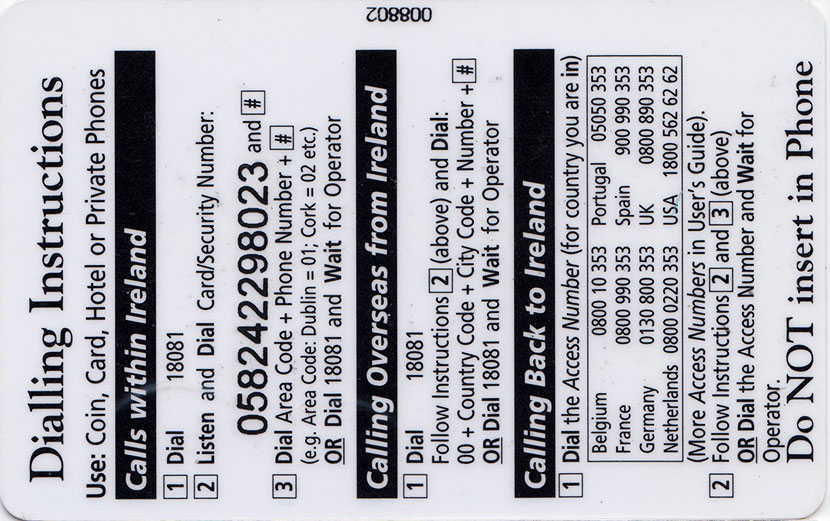 Dialling Instructions
Use: Coin, Card, Hotel or Private Phones
Calls within Ireland
1 Dial 18081
2 Listen and Dial Card/Security Number:
058242298023 and #
3 Dial Area Code + Phone Number + #
(e.g. Area Code: Dublin = 01; Cork = 02 etc.)
OR Dial 18081 and Wait for Operator
Calling Overseas from Ireland
1 Dial 18081
Follow Instructions 2 (above) and Dial:
00 + Country Code + City Code + Number + #
OR Dial 18081 and Wait for Operator
Calling Back to Ireland
1 Dial the Access Number (for country you are in)
Belgium 0800 10 353 Portugal 05050 353
France 0800 990 353 Spain 900 990 353
Germany 0130 800 353 UK 0800 890 353
Netherlands 0800 0220 353 USA 1800 562 62 62
(More Access Numbers in User's Guide).
2 Follow Instructions 2 and 3 (above)
OR Dial the Access Number and Wait for
Operator.
Do NOT insert in Phone
008802